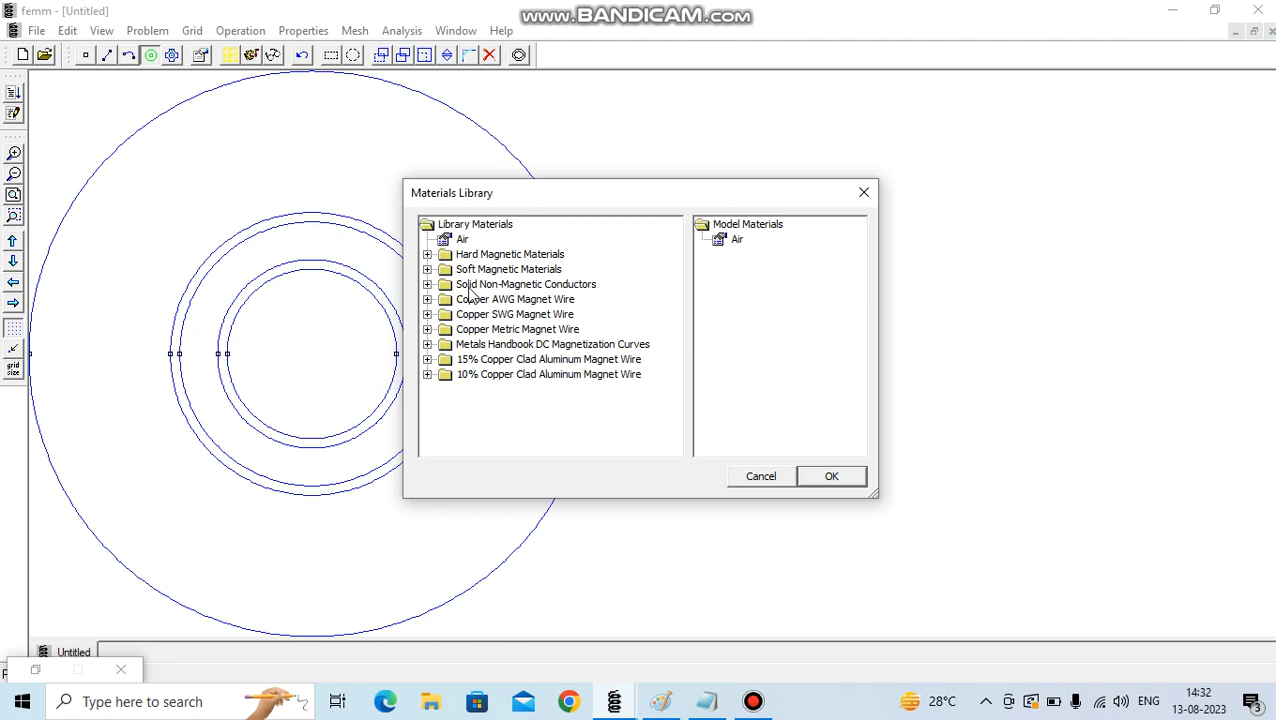 femm - [Untitled]
www.BANDICAM.com
File Edit View Problem Grid Operation Properties Mesh Analysis Window Help
Materials Library
Library Materials
Air
Hard Magnetic Materials
Soft Magnetic Materials
Solid Non-Magnetic Conductors
Copper AWG Magnet Wire
Copper SWG Magnet Wire
Copper Metric Magnet Wire
Metals Handbook DC Magnetization Curves
15% Copper Clad Aluminum Magnet Wire
10% Copper Clad Aluminum Magnet Wire
Model Materials
Air
Cancel OK
grid
size
Untitled
Type here to search
28°C
ENG
14:32
13-08-2023
3